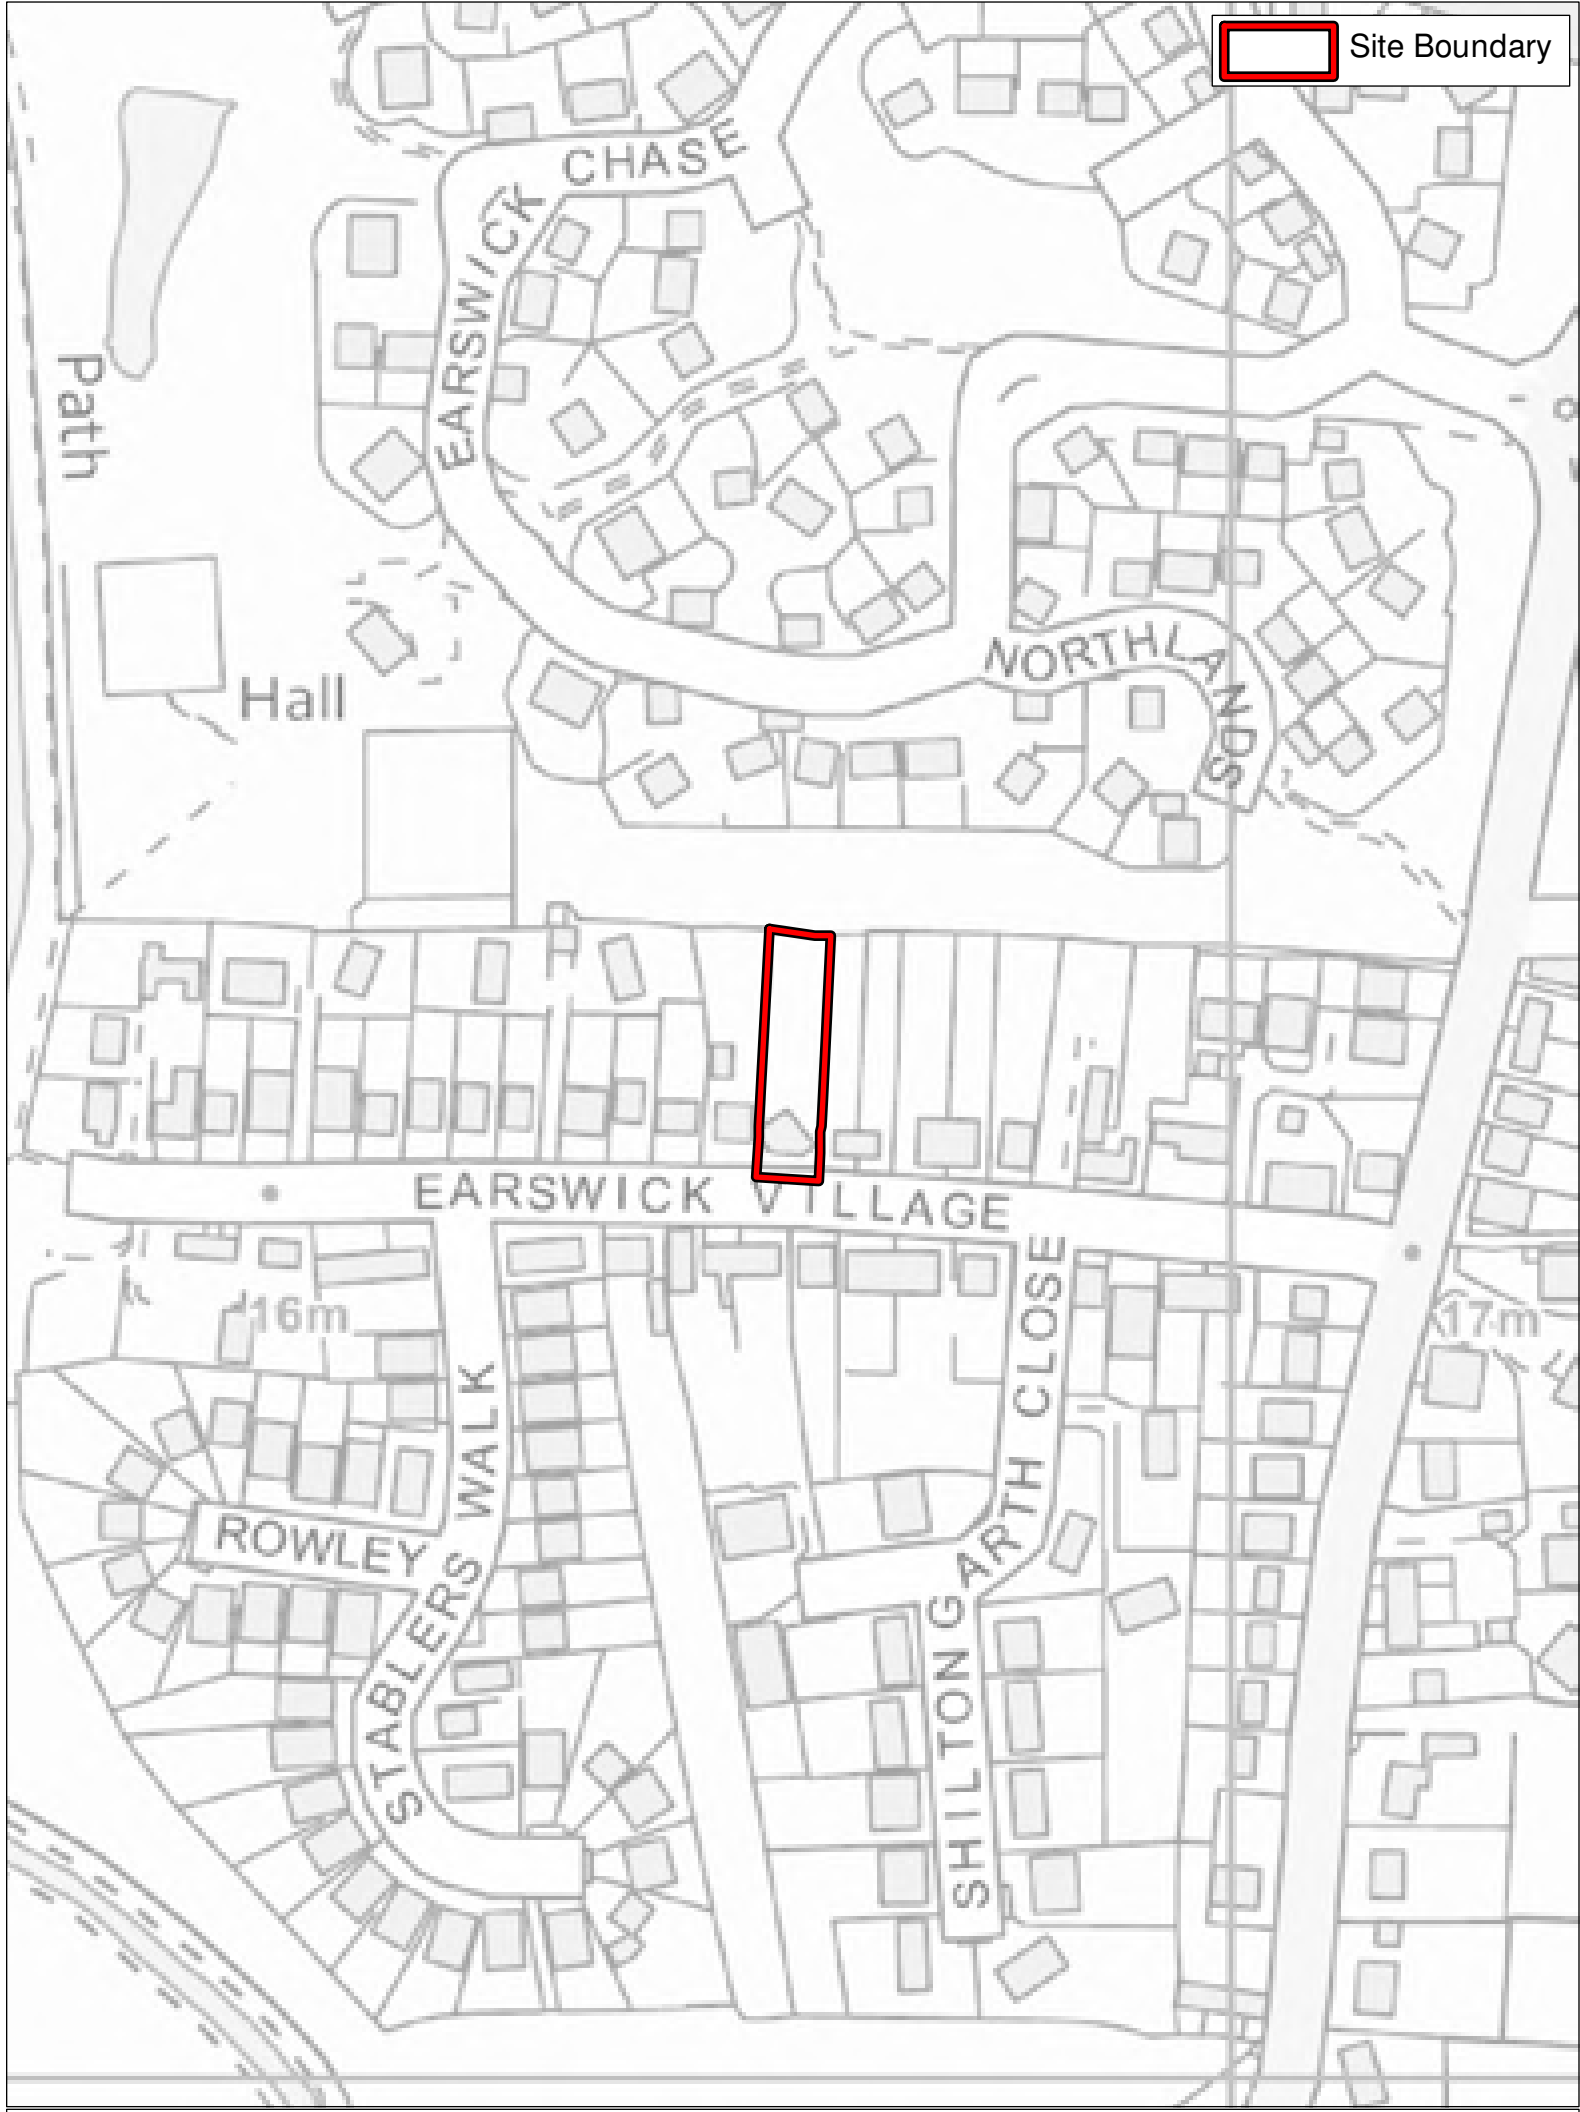 Site Boundary
EARSWICK CHASE
Path
Hall
NORTHLANDS
EARSWICK VILLAGE
16m
17m
STABLERS WALK
ROWLEY
SHILTON GARTH CLOSE